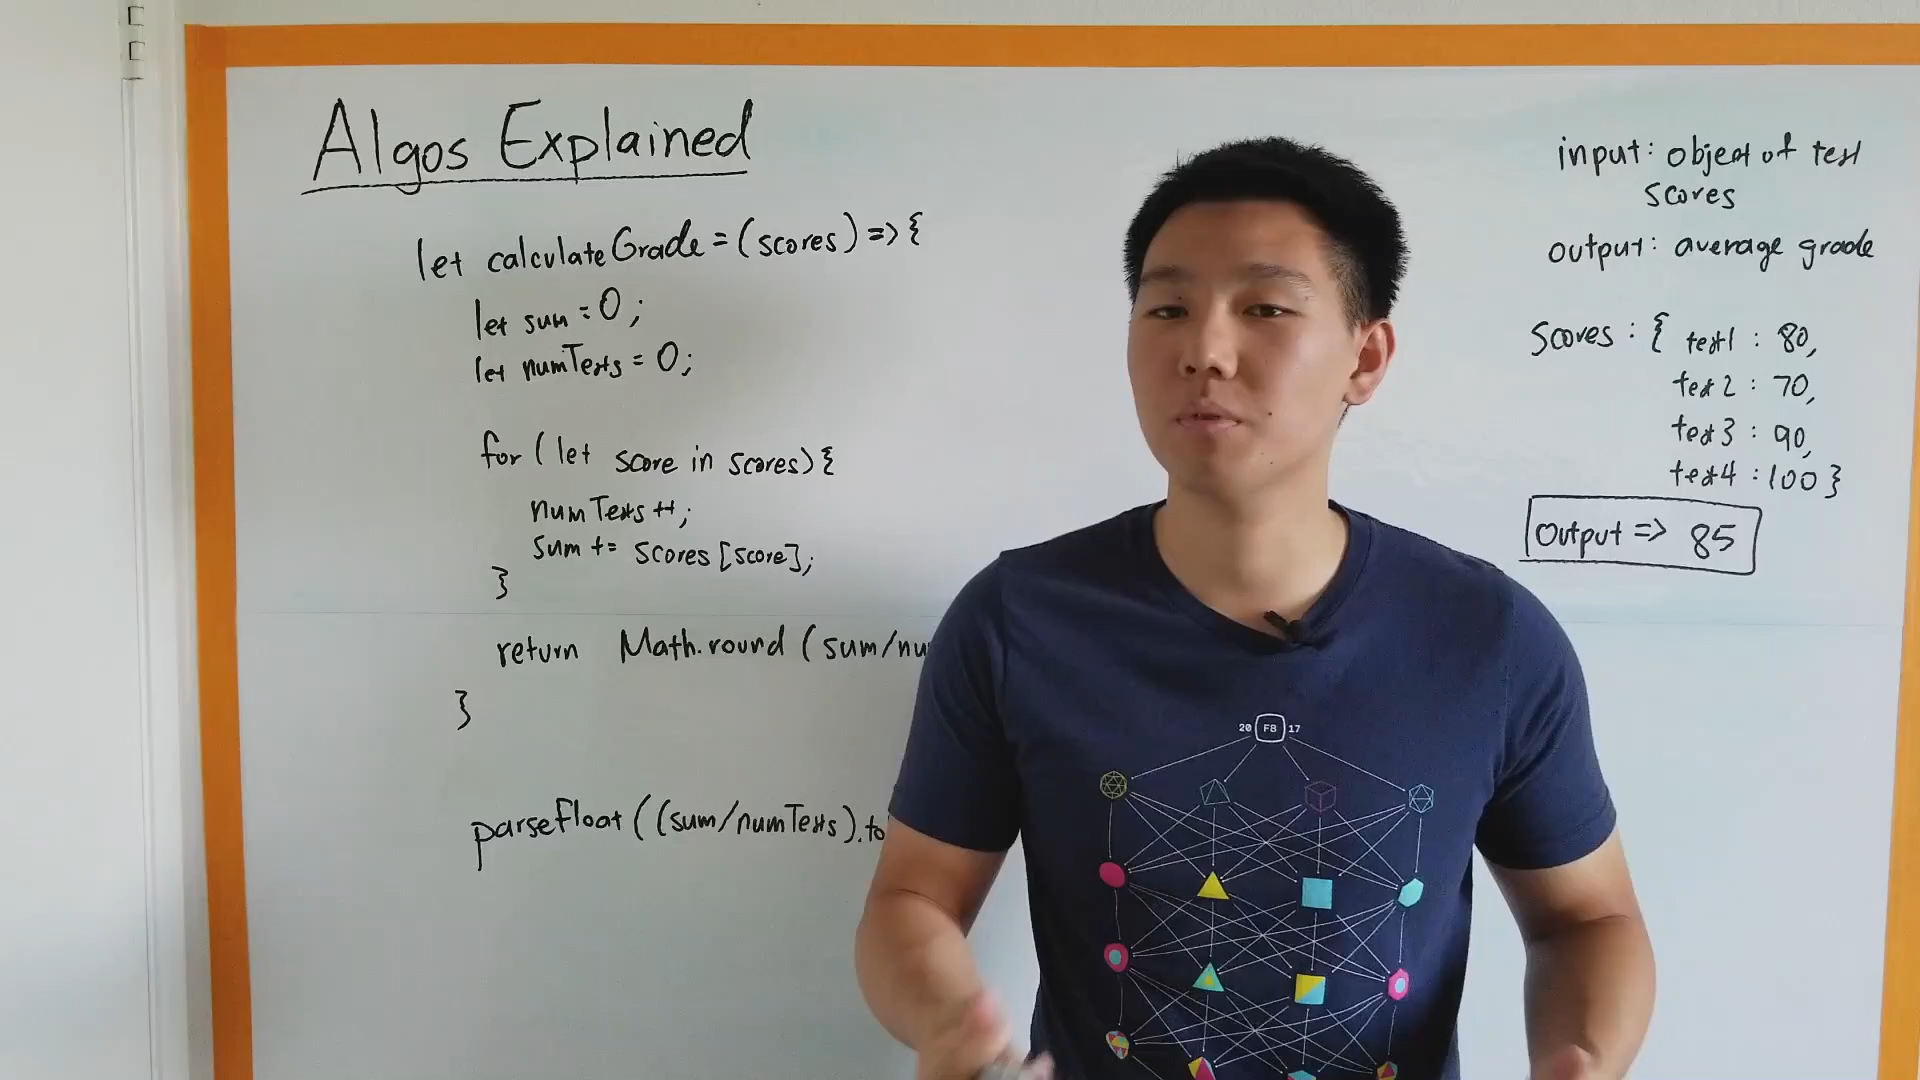 Algos Explained
let calculateGrade = (scores) => {
let sum = 0;
let numTests = 0;
for (let score in scores) {
numTests ++;
sum += scores [score];
}
return Math.round (sum/nu
}
parseFloat ((sum/numTests).to
input: object of test
scores
output: average grade
Scores : { test1 : 80,
test2 : 70,
test3 : 90,
test4 : 100 }
Output => 85
20 F8 17